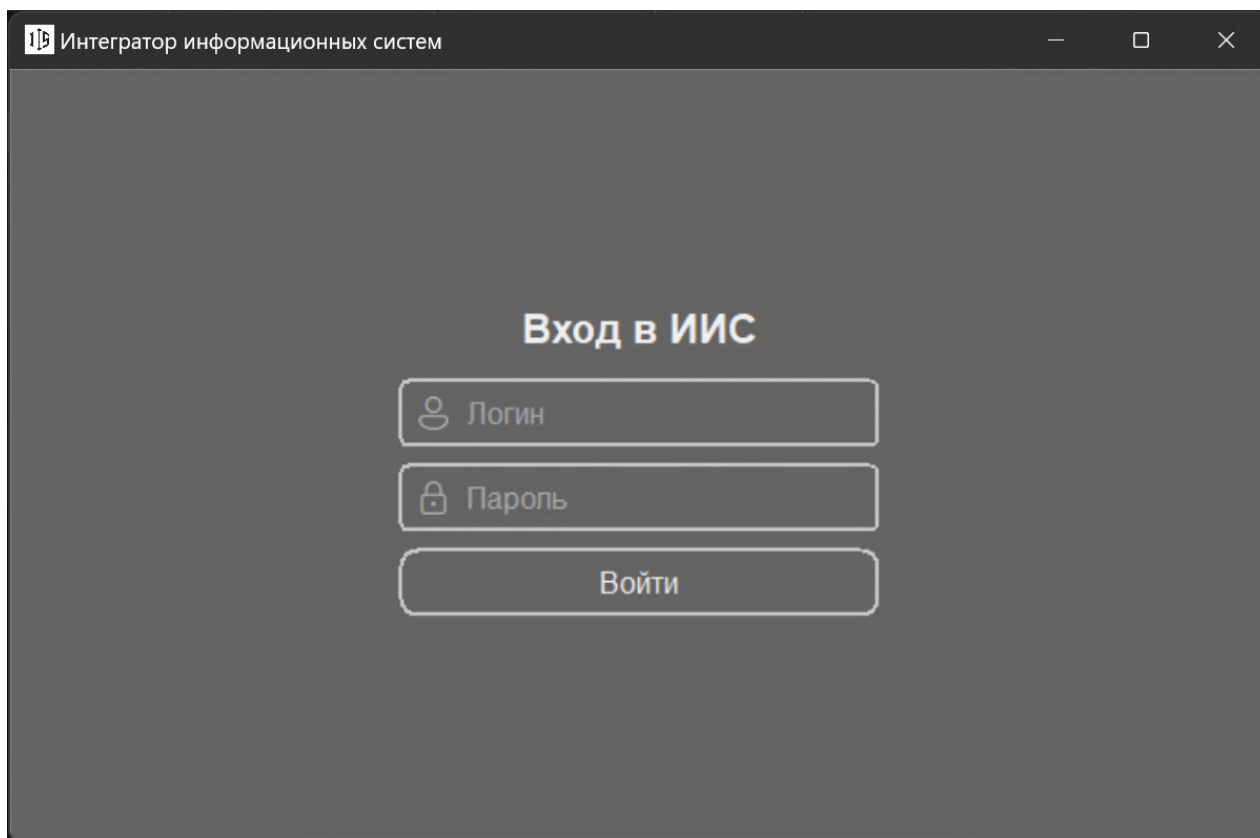 Интегратор информационных систем
Вход в ИИС
Логин
Пароль
Войти